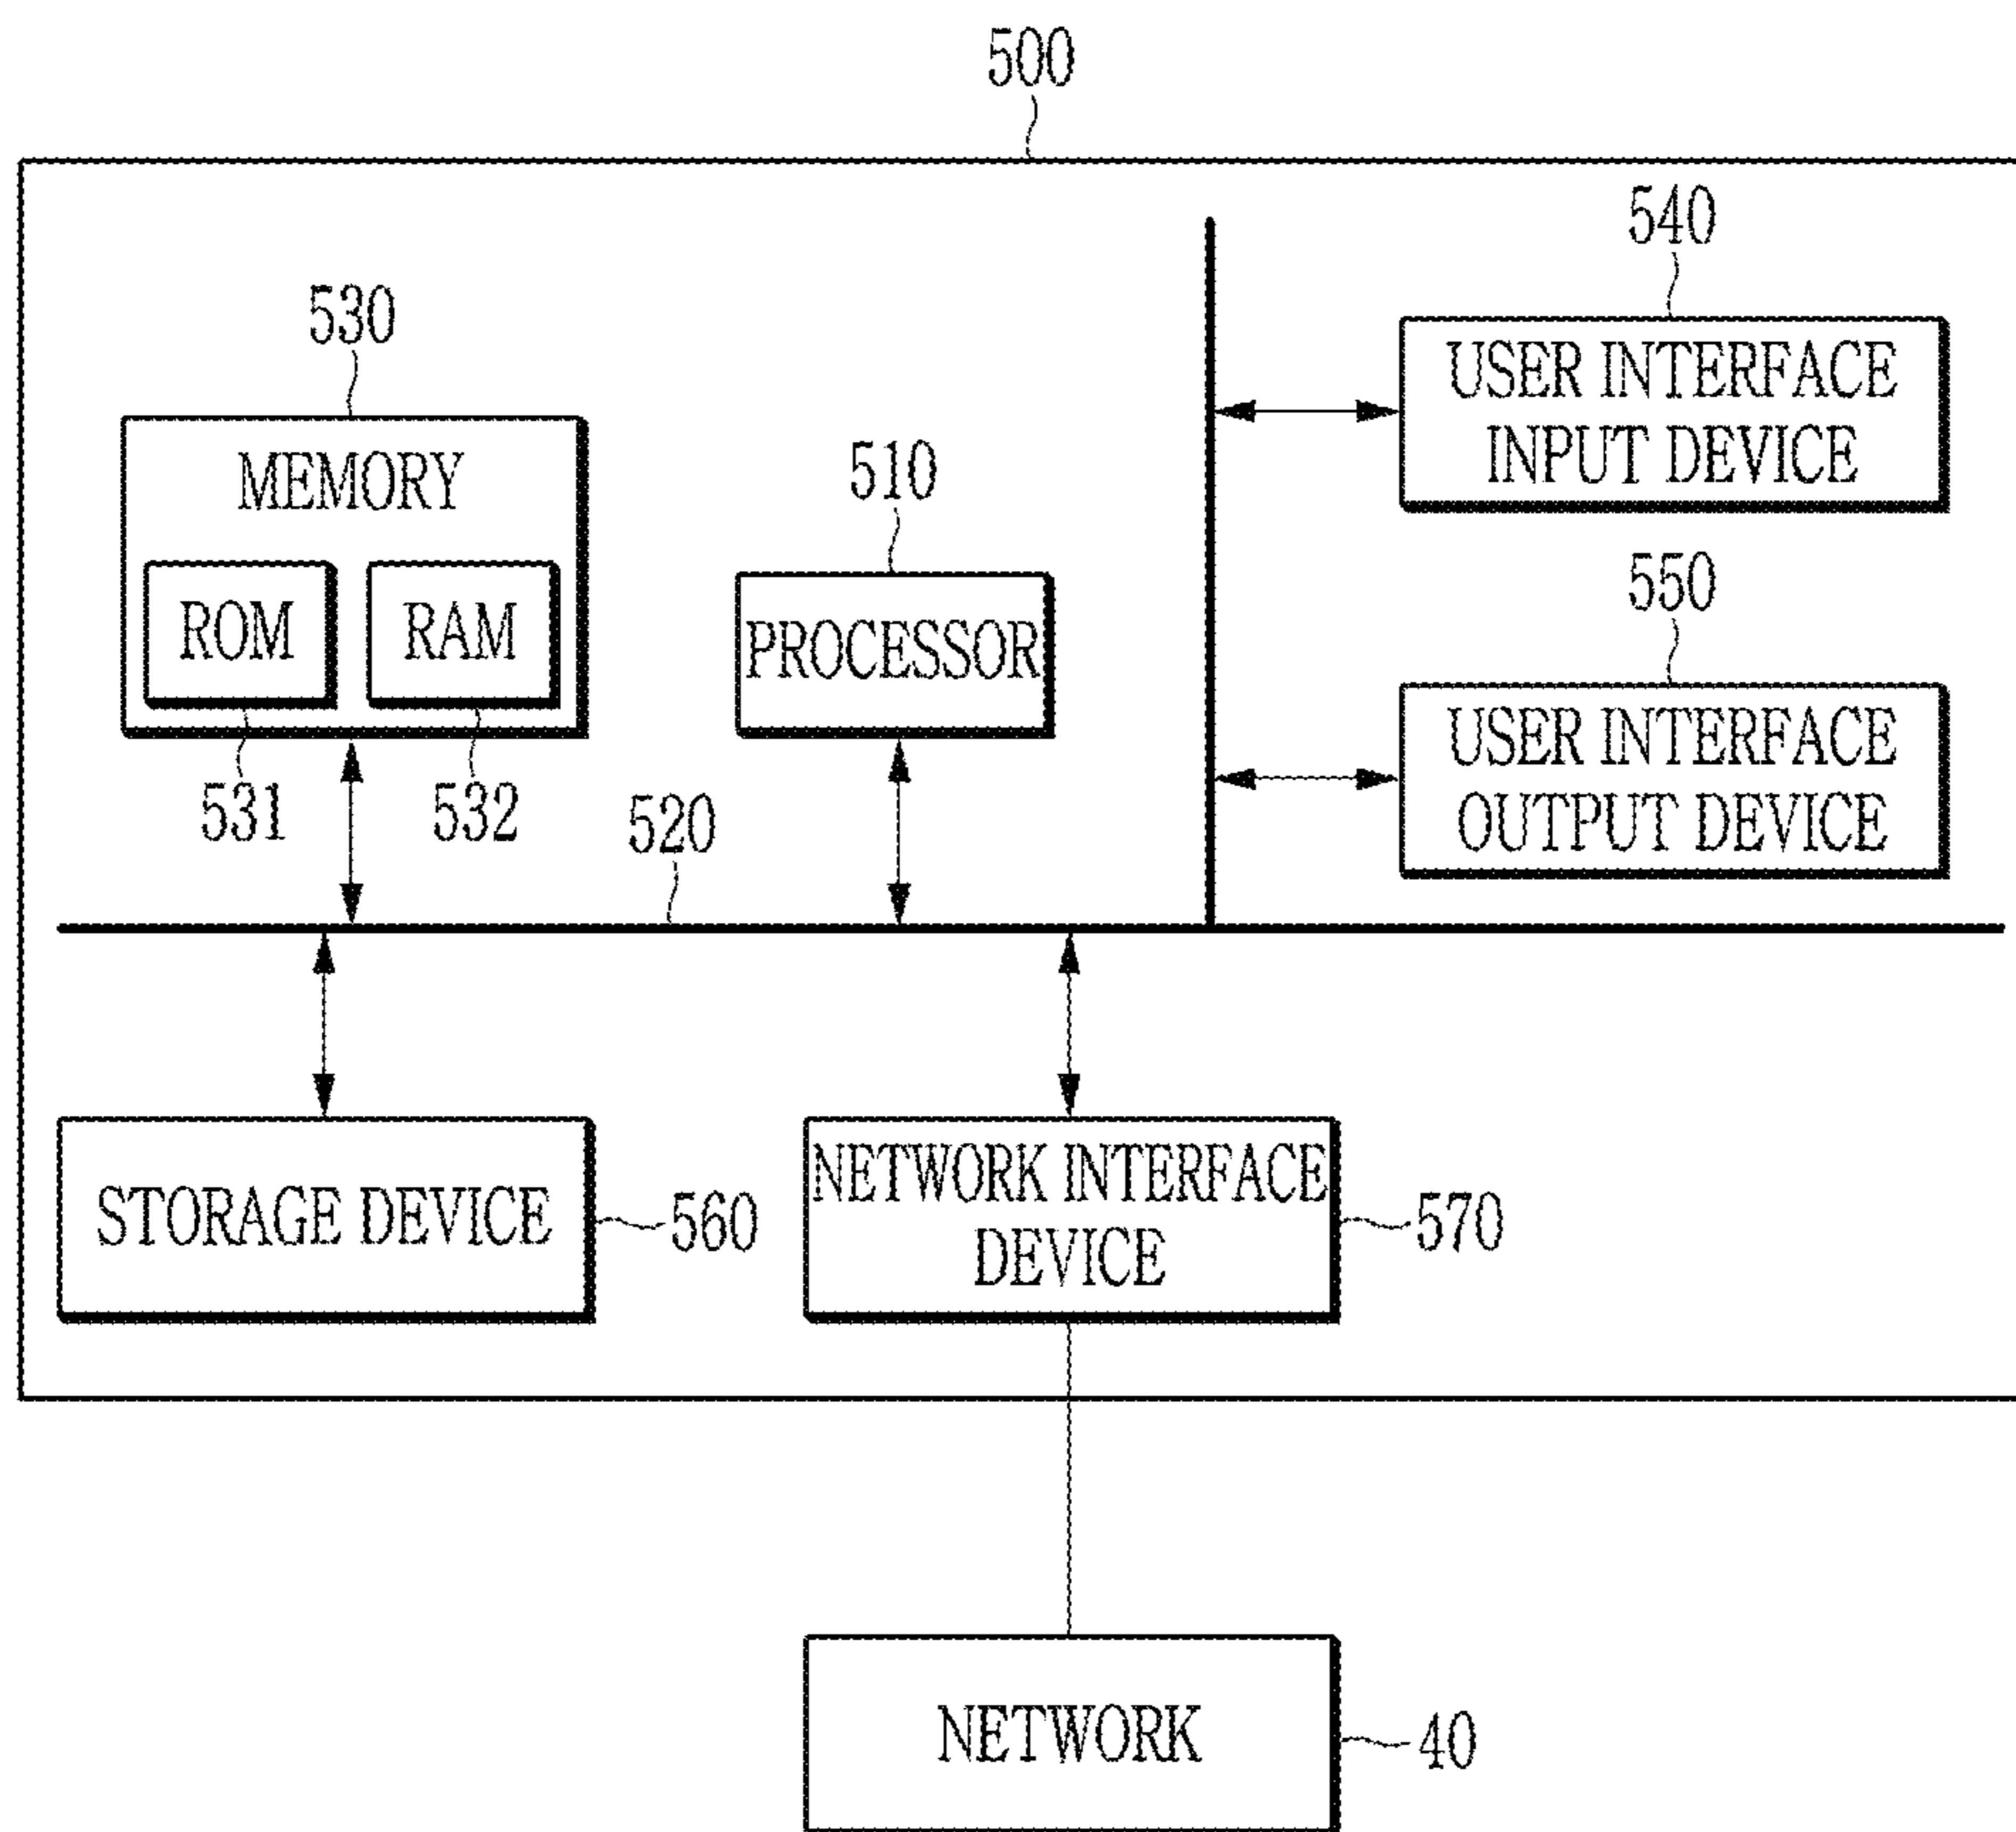 500
540
530
USER INTERFACE
INPUT DEVICE
MEMORY
510
550
ROM
RAM
PROCESSOR
USER INTERFACE
OUTPUT DEVICE
531
532
520
STORAGE DEVICE
560
NETWORK INTERFACE
DEVICE
570
NETWORK
40